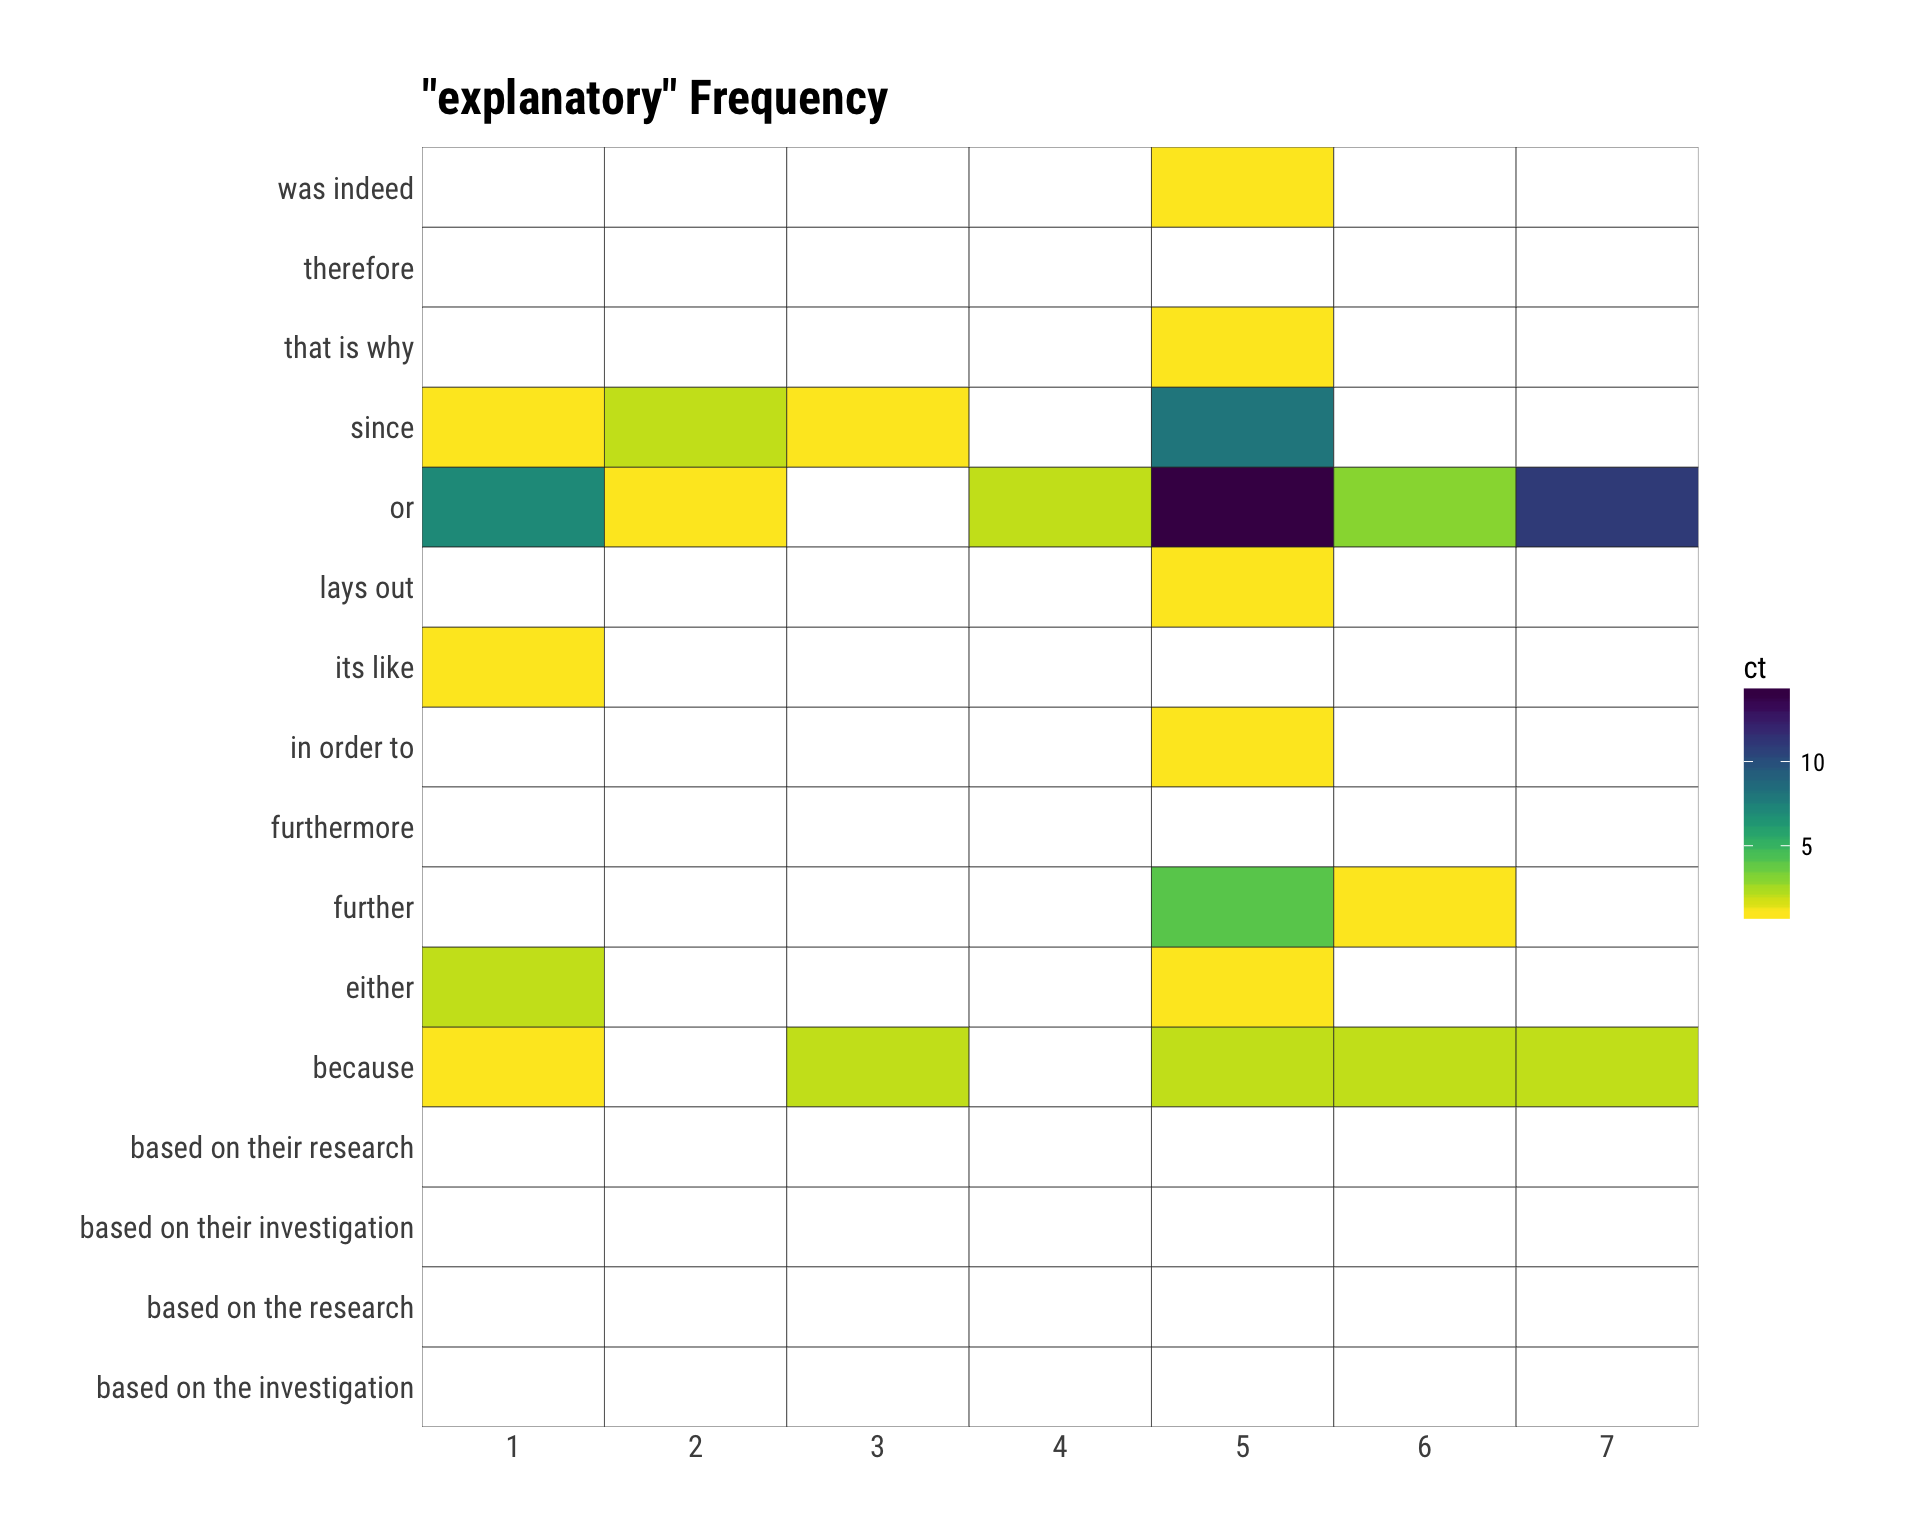 "explanatory" Frequency
was indeed
therefore
that is why
since
or
lays out
its like
in order to
furthermore
further
either
because
based on their research
based on their investigation
based on the research
based on the investigation
1 2 3 4 5 6 7
ct
10
5